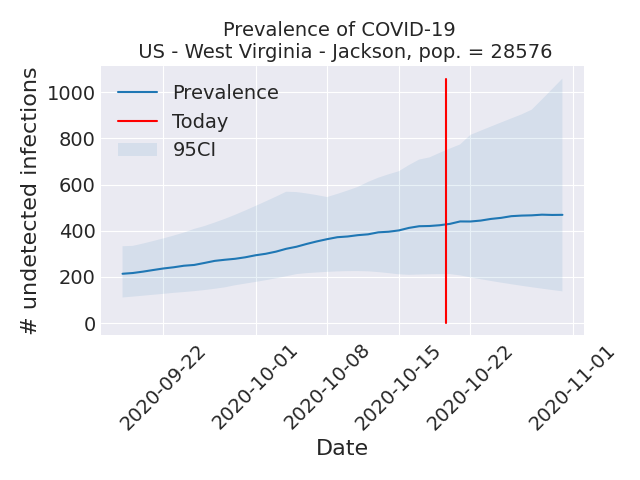 Prevalence of COVID-19
US - West Virginia - Jackson, pop. = 28576
# undetected infections
1000
800
600
400
200
0
Prevalence
Today
95CI
2020-09-22
2020-10-01
2020-10-08
2020-10-15
2020-10-22
2020-11-01
Date